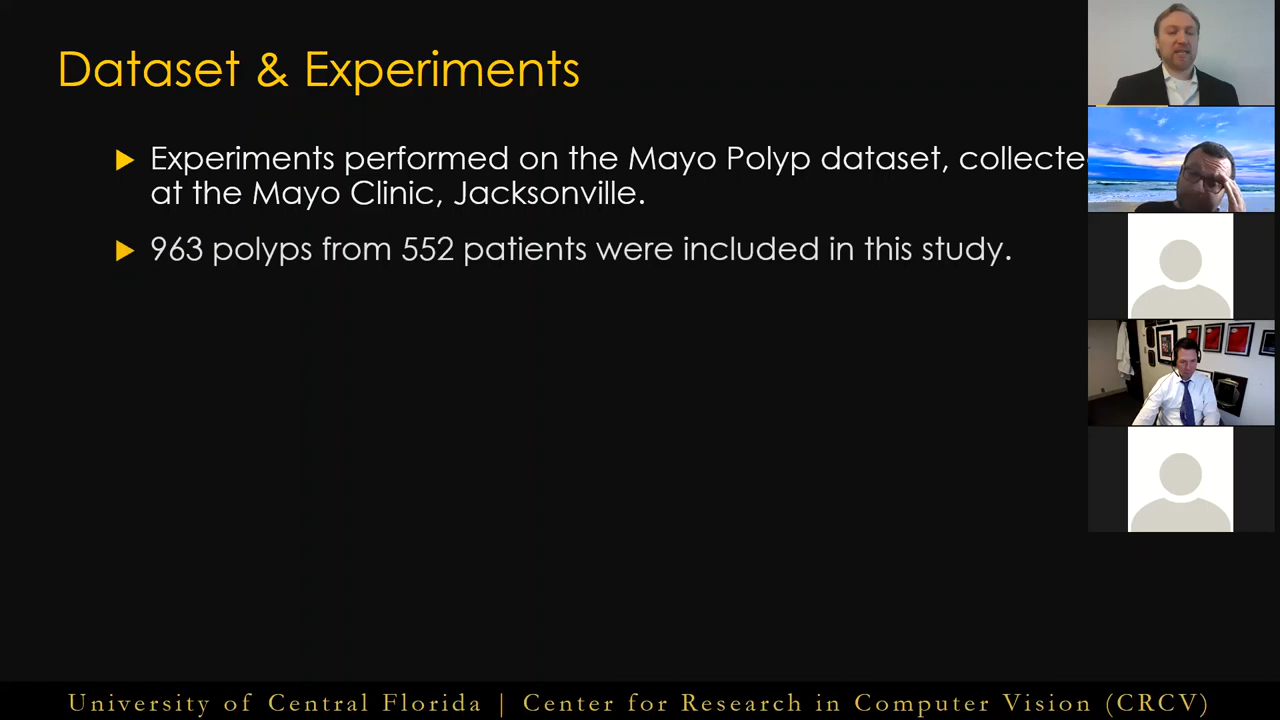 Dataset & Experiments
Experiments performed on the Mayo Polyp dataset, collecte
at the Mayo Clinic, Jacksonville.
963 polyps from 552 patients were included in this study.
University of Central Florida | Center for Research in Computer Vision (CRCV)